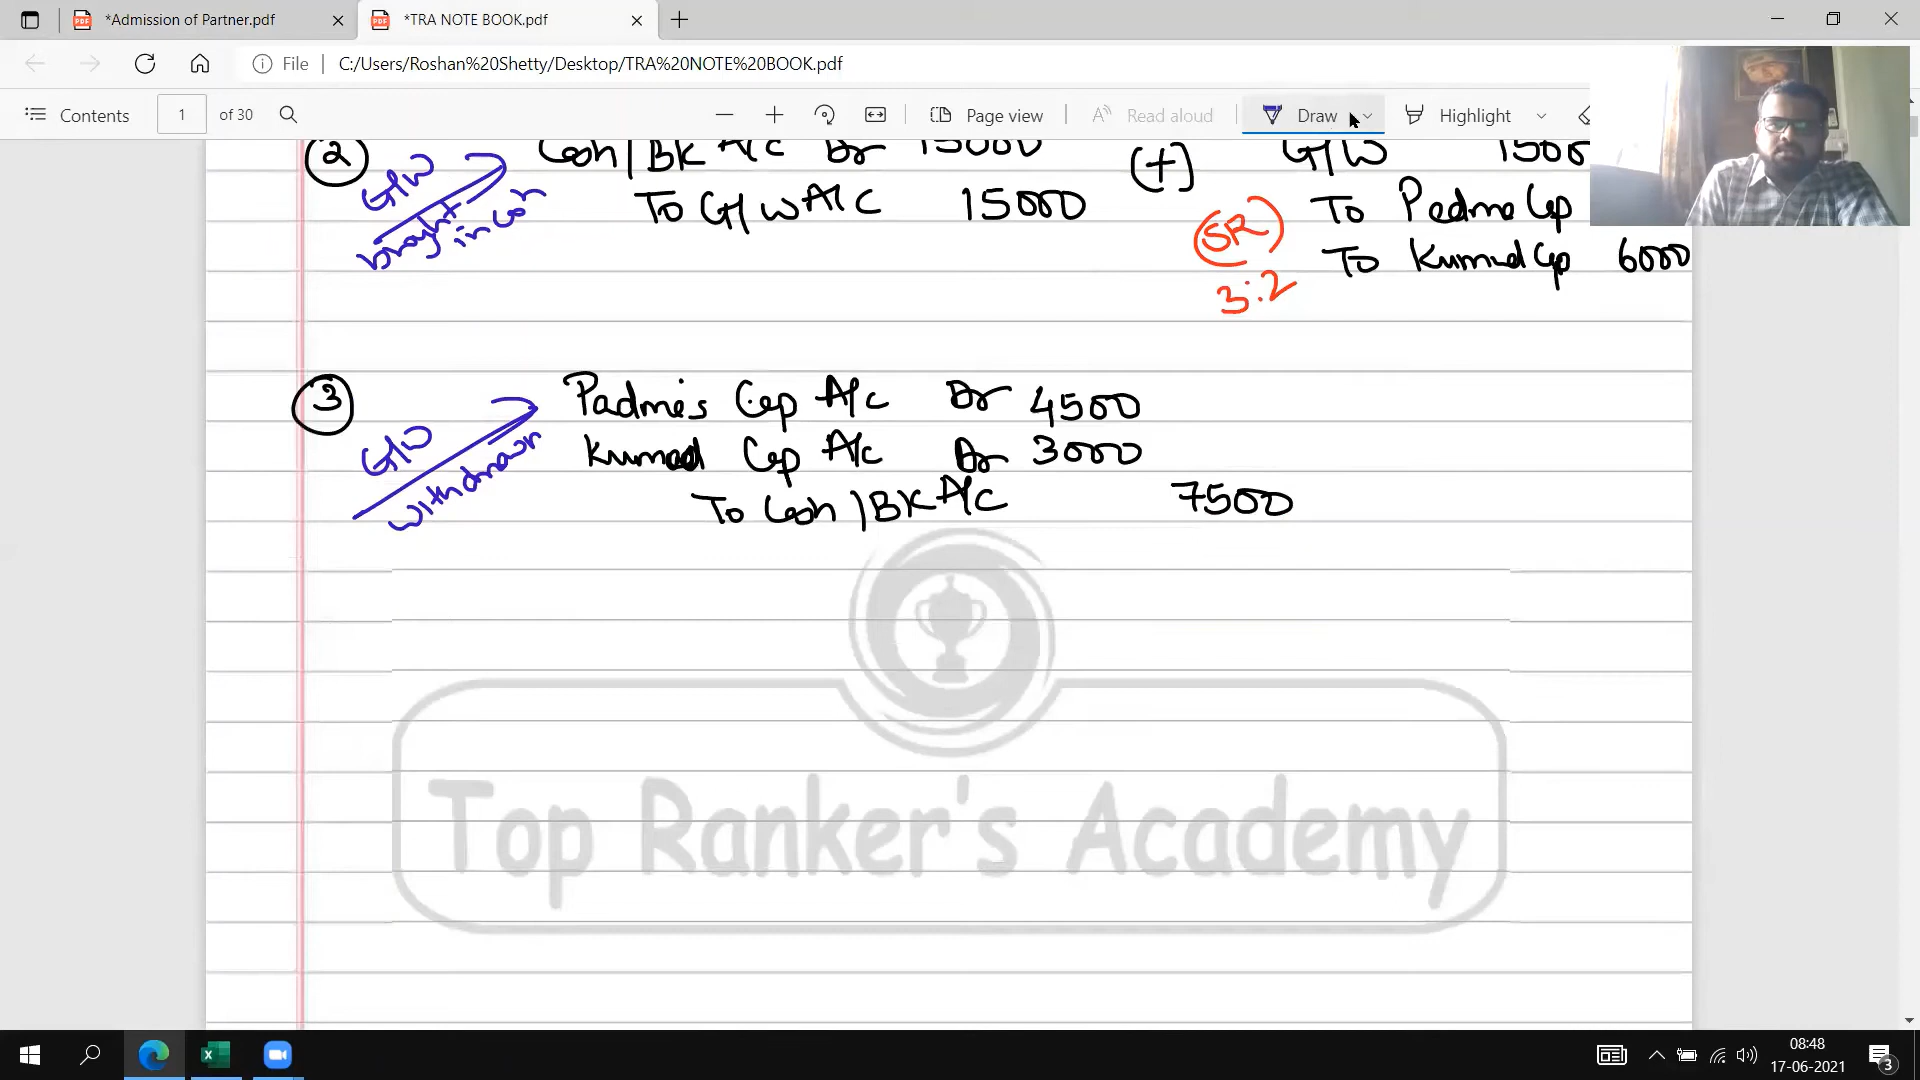 *Admission of Partner.pdf
*TRA NOTE BOOK.pdf
File
C:/Users/Roshan%20Shetty/Desktop/TRA%20NOTE%20BOOK.pdf
Contents
1
of 30
Page view
Read aloud
Draw
Highlight
2
G/W
brought in cash
Cash/BK A/c Dr 15000
To G/W A/c 15000
(+)
SR
3:2
G/W 1500
To Padma Cap
To Kumud Cap 6000
3
G/W
withdrawn
Padma's Cap A/c Dr 4500
Kumud Cap A/c Dr 3000
To Cash/BK A/c 7500
Top Ranker's Academy
08:48
17-06-2021
3